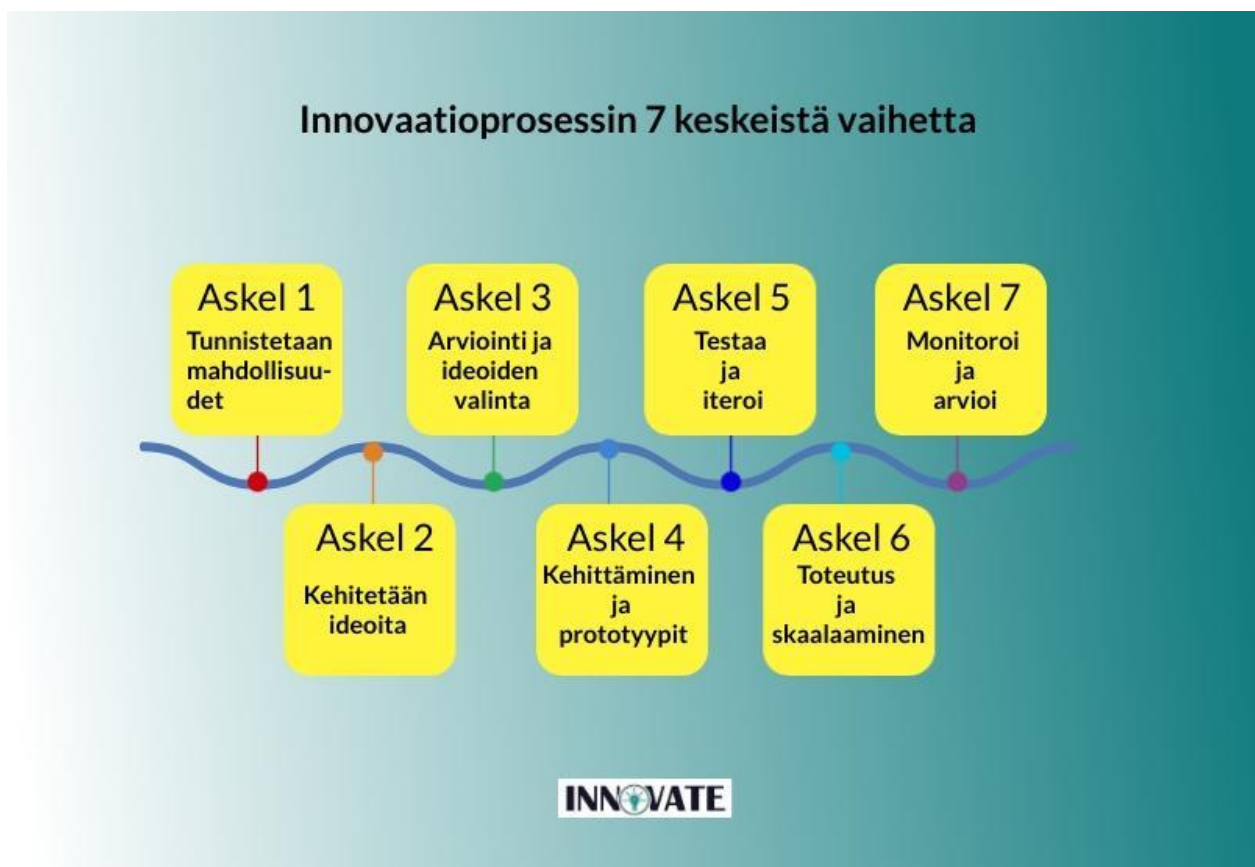 Innovaatioprosessin 7 keskeistä vaihetta
Askel 1
Tunnistetaan
mahdollisuu-
det
Askel 2
Kehitetään
ideoita
Askel 3
Arviointi ja
ideoiden
valinta
Askel 4
Kehittäminen
ja
prototyypit
Askel 5
Testaa
ja
iteroi
Askel 6
Toteutus
ja
skaalaaminen
Askel 7
Monitoroi
ja
arvioi
INNOVATE